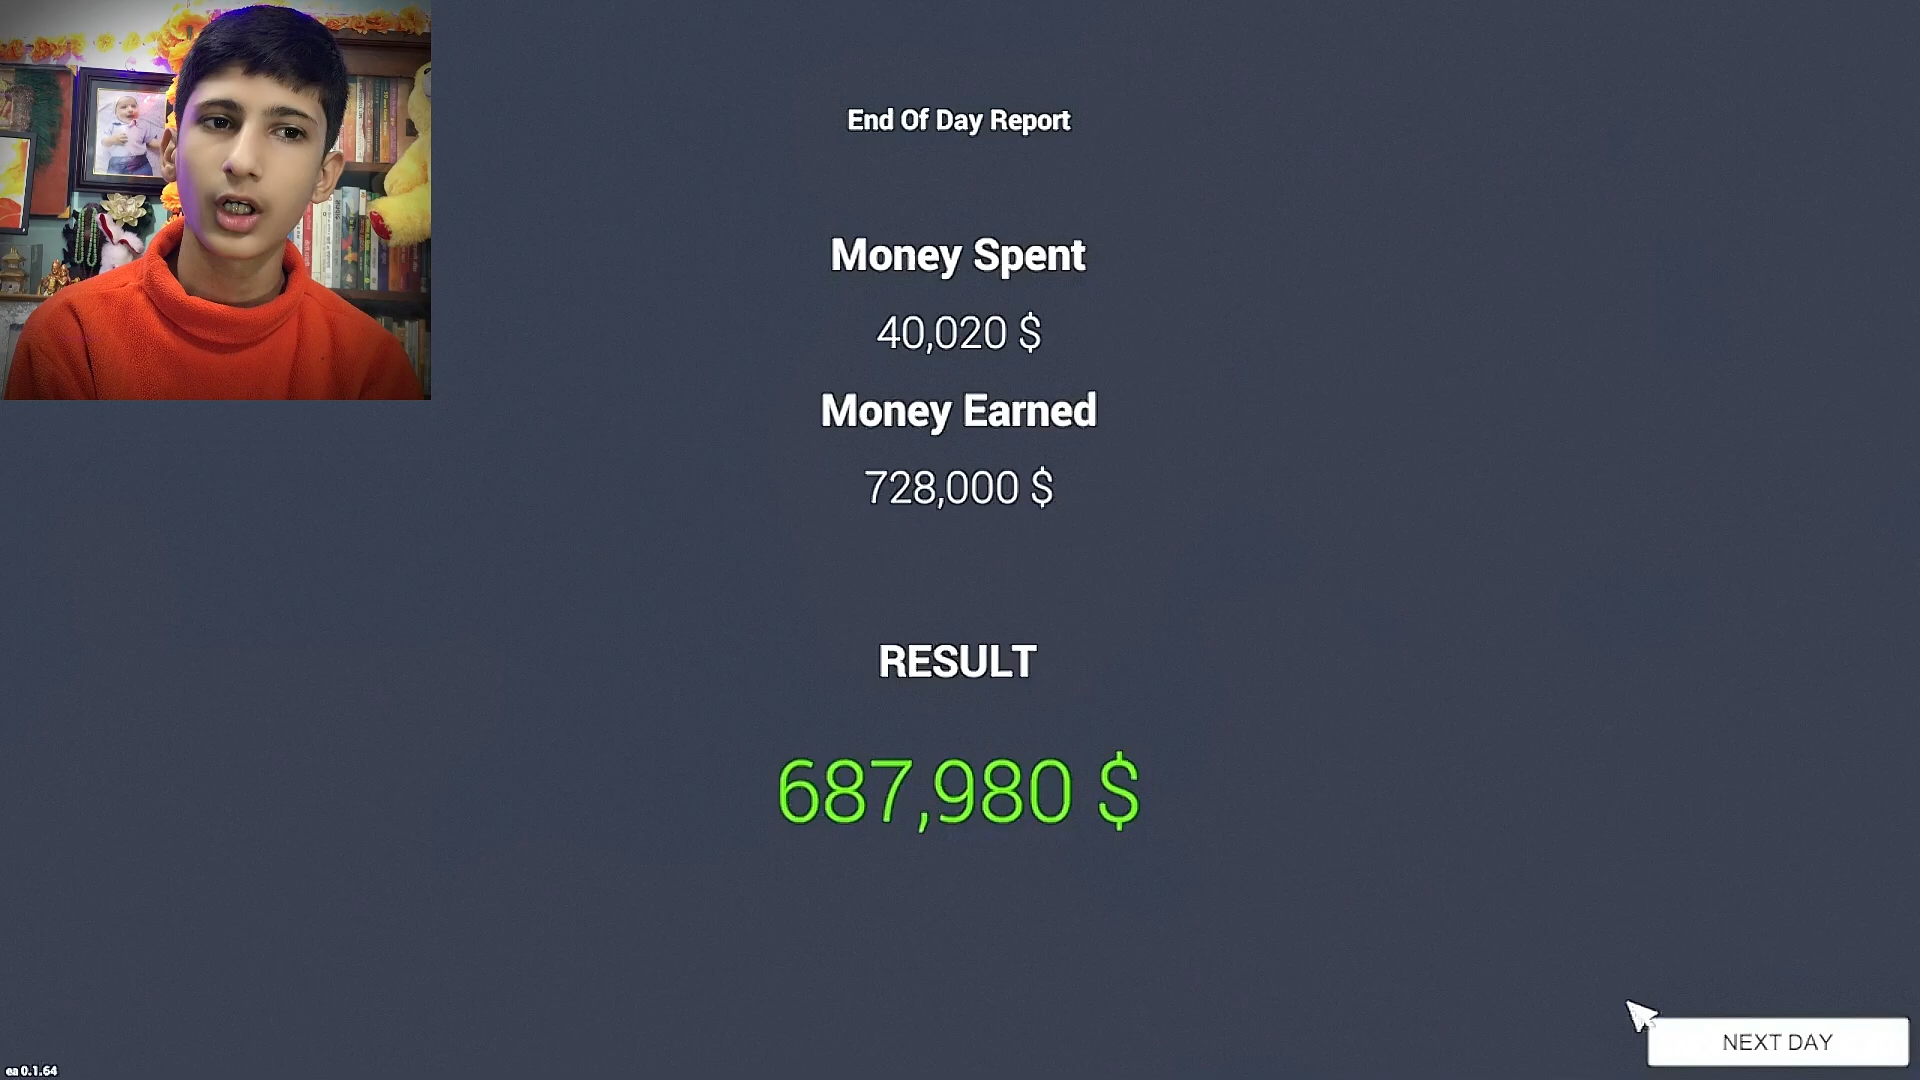 End Of Day Report
Money Spent
40,020 $
Money Earned
728,000 $
RESULT
687,980 $
NEXT DAY
ea 0.1.64